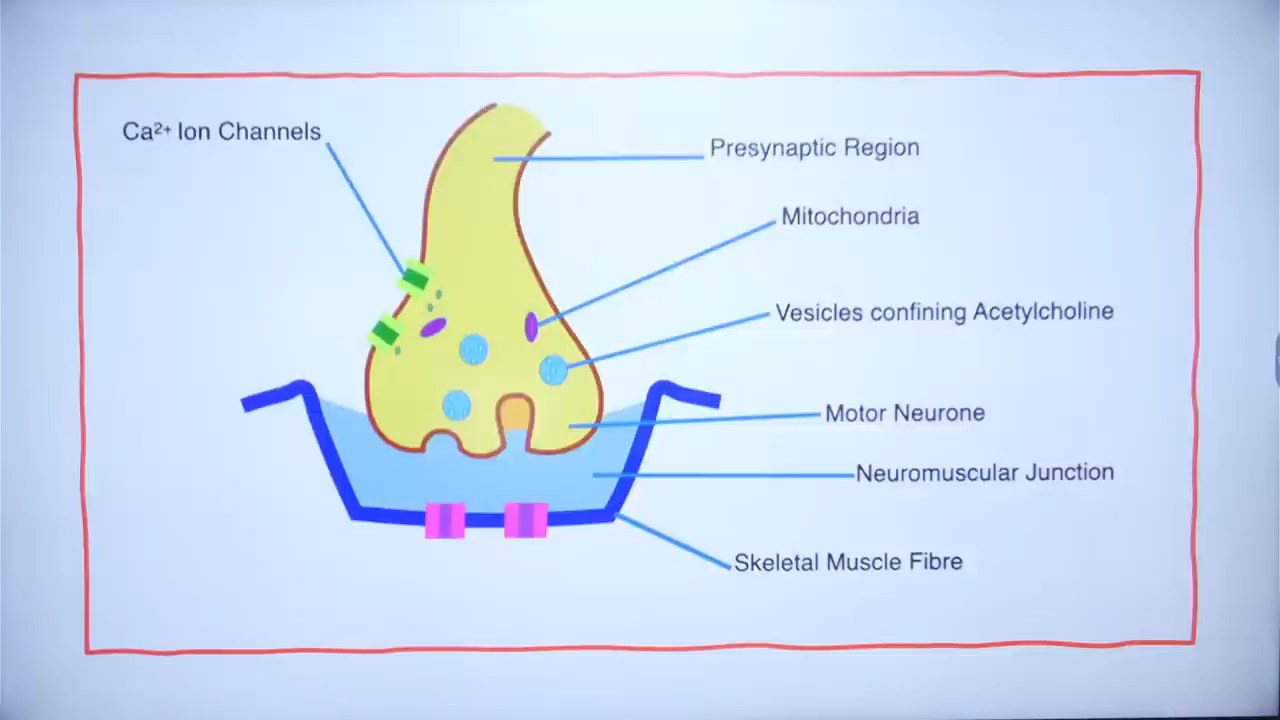 Ca²⁺ Ion Channels
Presynaptic Region
Mitochondria
Vesicles confining Acetylcholine
Motor Neurone
Neuromuscular Junction
Skeletal Muscle Fibre